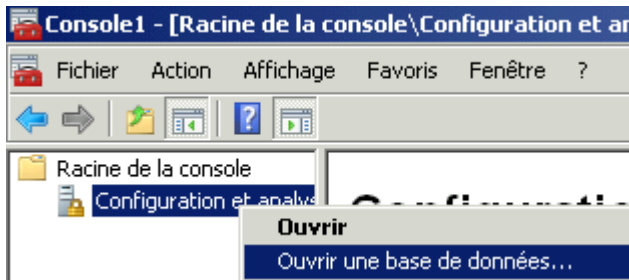 Console1 - [Racine de la console\Configuration et an
Fichier Action Affichage Favoris Fenêtre ?
Racine de la console
Configuration et analys
Ouvrir
Ouvrir une base de données...